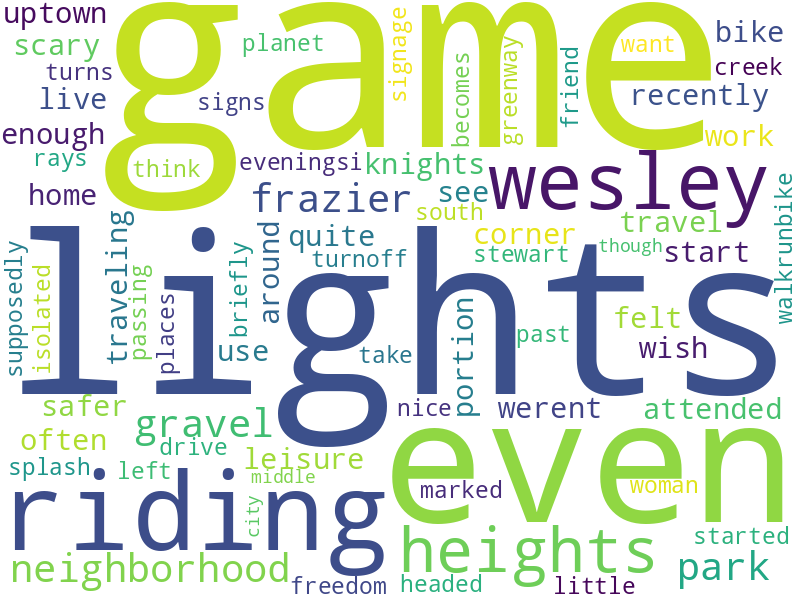 uptown
game
planet
signage
becomes
greenway
friend
want
bike
scary
turns
creek
live
signs
recently
enough
work
rays
think
eveningsi
knights
wesley
home
frazier
see
south
travel
walkrunbike
supposedly
isolated
traveling
passing
places
briefly
around
quite
turnoff
corner
stewart
though
start
lights
use
take
portion
past
felt
wish
safer
gravel
nice
werent
attended
often
drive
leisure
even
splash
left
middle
city
riding
marked
woman
heights
started
neighborhood
park
freedom
headed
little